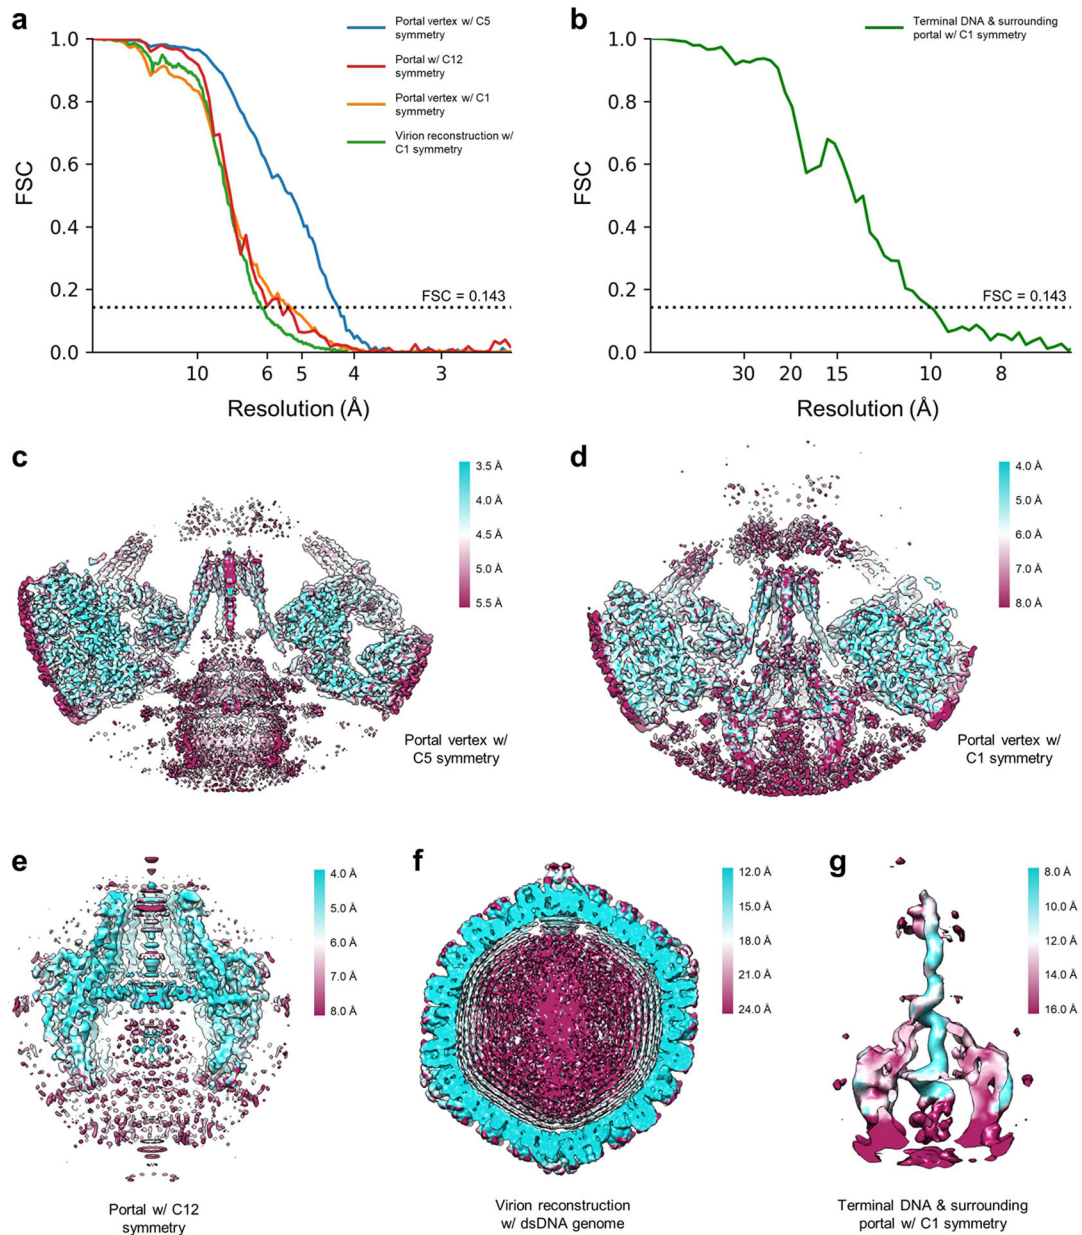 a
Portal vertex w/ C5
symmetry
Portal w/ C12
symmetry
Portal vertex w/ C1
symmetry
Virion reconstruction w/
C1 symmetry
1.0
0.8
0.6
0.4
0.2
0.0
FSC
FSC = 0.143
10
6
5
4
3
Resolution (Å)
b
Terminal DNA & surrounding
portal w/ C1 symmetry
1.0
0.8
0.6
0.4
0.2
0.0
FSC
FSC = 0.143
30
20
15
10
8
Resolution (Å)
c
3.5 Å
4.0 Å
4.5 Å
5.0 Å
5.5 Å
Portal vertex w/
C5 symmetry
d
4.0 Å
5.0 Å
6.0 Å
7.0 Å
8.0 Å
Portal vertex w/
C1 symmetry
e
4.0 Å
5.0 Å
6.0 Å
7.0 Å
8.0 Å
Portal w/ C12
symmetry
f
12.0 Å
15.0 Å
18.0 Å
21.0 Å
24.0 Å
Virion reconstruction
w/ dsDNA genome
g
8.0 Å
10.0 Å
12.0 Å
14.0 Å
16.0 Å
Terminal DNA & surrounding
portal w/ C1 symmetry